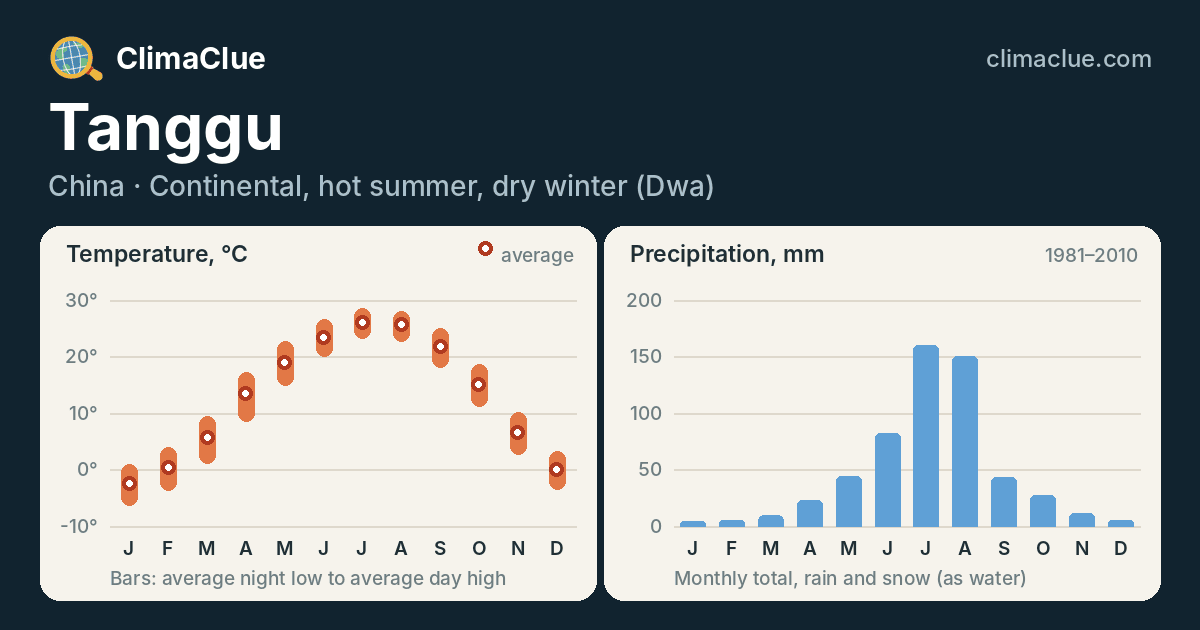 ClimaClue
climaclue.com
Tanggu
China · Continental, hot summer, dry winter (Dwa)
Temperature, °C
average
30°
20°
10°
0°
-10°
J F M A M J J A S O N D
Bars: average night low to average day high
Precipitation, mm
1981–2010
200
150
100
50
0
J F M A M J J A S O N D
Monthly total, rain and snow (as water)